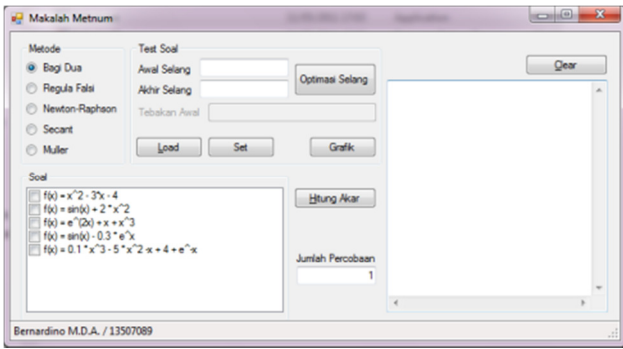 Makalah Metnum
Metode
Bagi Dua
Regula Falsi
Newton-Raphson
Secant
Muller
Test Soal
Awal Selang
Akhir Selang
Optimasi Selang
Tebakan Awal
Load
Set
Grafik
Clear
Soal
f(x) = x^2 - 3*x - 4
f(x) = sin(x) + 2 * x^2
f(x) = e^(2x) + x + x^3
f(x) = sin(x) - 0.3 * e^x
f(x) = 0.1 * x^3 - 5 * x^2 -x + 4 + e^-x
Hitung Akar
Jumlah Percobaan
1
Bernardino M.D.A. / 13507089